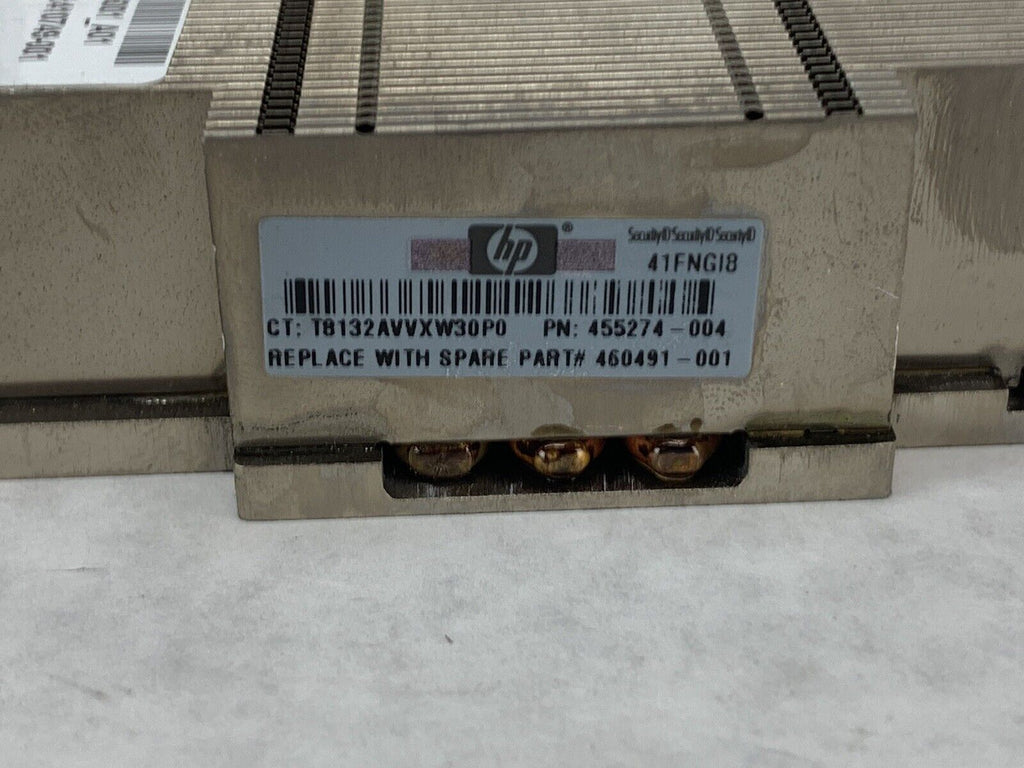 hp®
SecurityID SecurityID SecurityID
41FNGI8
CT: T8132AVVXW30P0 PN: 455274-004
REPLACE WITH SPARE PART# 460491-001